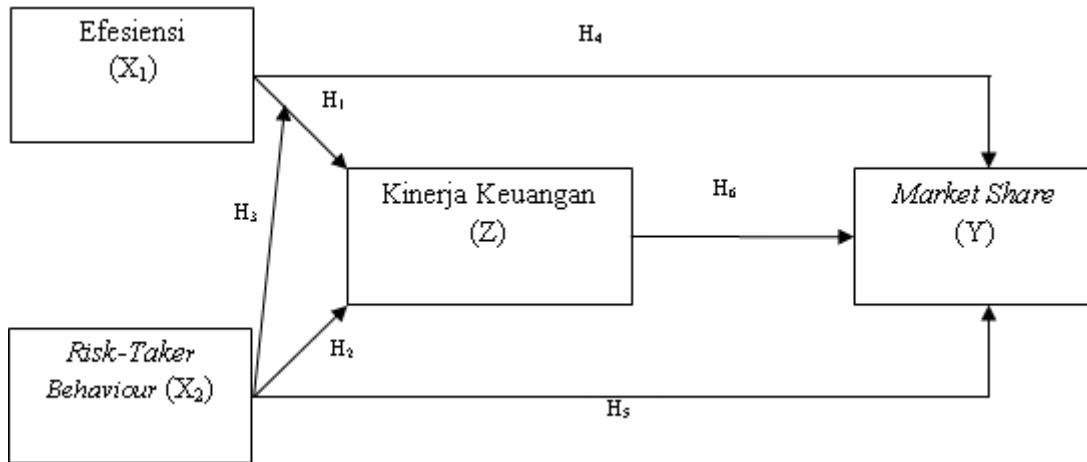 Efesiensi
(X₁)
H₄
H₁
Kinerja Keuangan
(Z)
H₆
Market Share
(Y)
H₃
Risk-Taker
Behaviour (X₂)
H₂
H₅